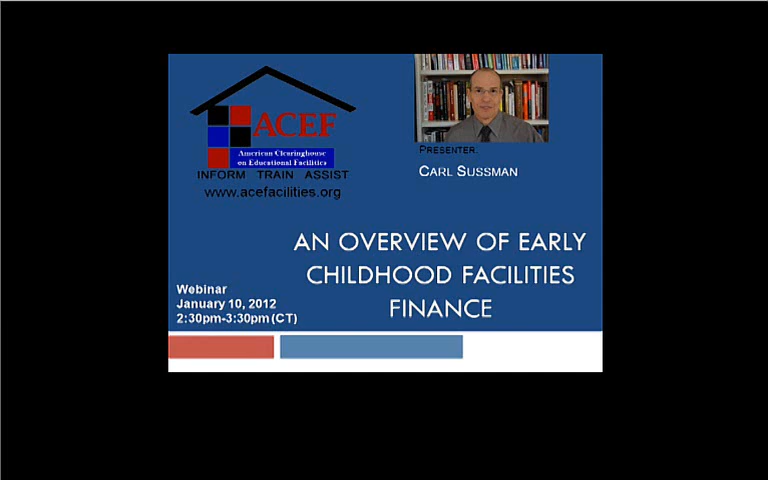 ACEF
American Clearinghouse
on Educational Facilities
INFORM TRAIN ASSIST
www.acefacilities.org
PRESENTER:
CARL SUSSMAN
AN OVERVIEW OF EARLY
CHILDHOOD FACILITIES
FINANCE
Webinar
January 10, 2012
2:30pm-3:30pm (CT)